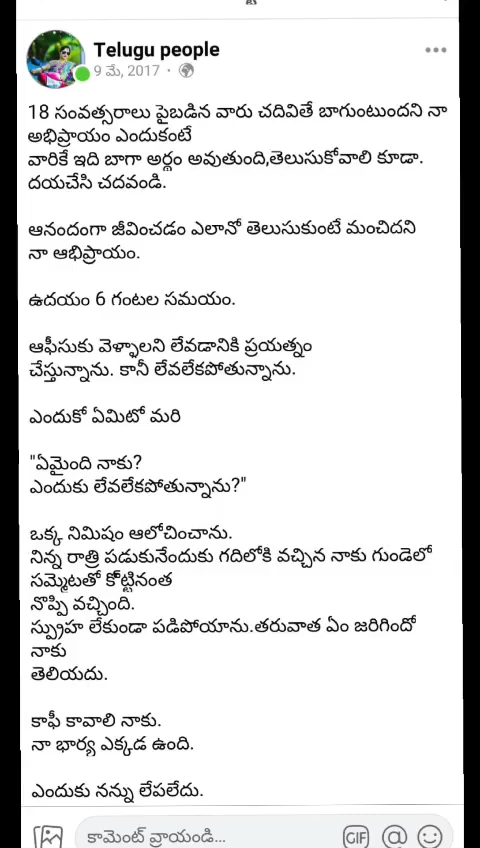 Telugu people
9 మే, 2017 ·
18 సంవత్సరాలు పైబడిన వారు చదివితే బాగుంటుందని నా
అభిప్రాయం ఎందుకంటే
వారికే ఇది బాగా అర్ధం అవుతుంది,తెలుసుకోవాలి కూడా.
దయచేసి చదవండి.
ఆనందంగా జీవించడం ఎలానో తెలుసుకుంటే మంచిదని
నా ఆభిప్రాయం.
ఉదయం 6 గంటల సమయం.
ఆఫీసుకు వెళ్ళాలని లేవడానికి ప్రయత్నం
చేస్తున్నాను. కానీ లేవలేకపోతున్నాను.
ఎందుకో ఏమిటో మరి
"ఏమైంది నాకు?
ఎందుకు లేవలేకపోతున్నాను?"
ఒక్క నిమిషం ఆలోచించాను.
నిన్న రాత్రి పడుకునేందుకు గదిలోకి వచ్చిన నాకు గుండెలో
సమ్మెటతో కొ్ట్టినంత
నొప్పి వచ్చింది.
స్ప్రుహ లేకుండా పడిపోయాను.తరువాత ఏం జరిగిందో
నాకు
తెలియదు.
కాఫీ కావాలి నాకు.
నా భార్య ఎక్కడ ఉంది.
ఎందుకు నన్ను లేపలేదు.
కామెంట్ వ్రాయండి...
GIF